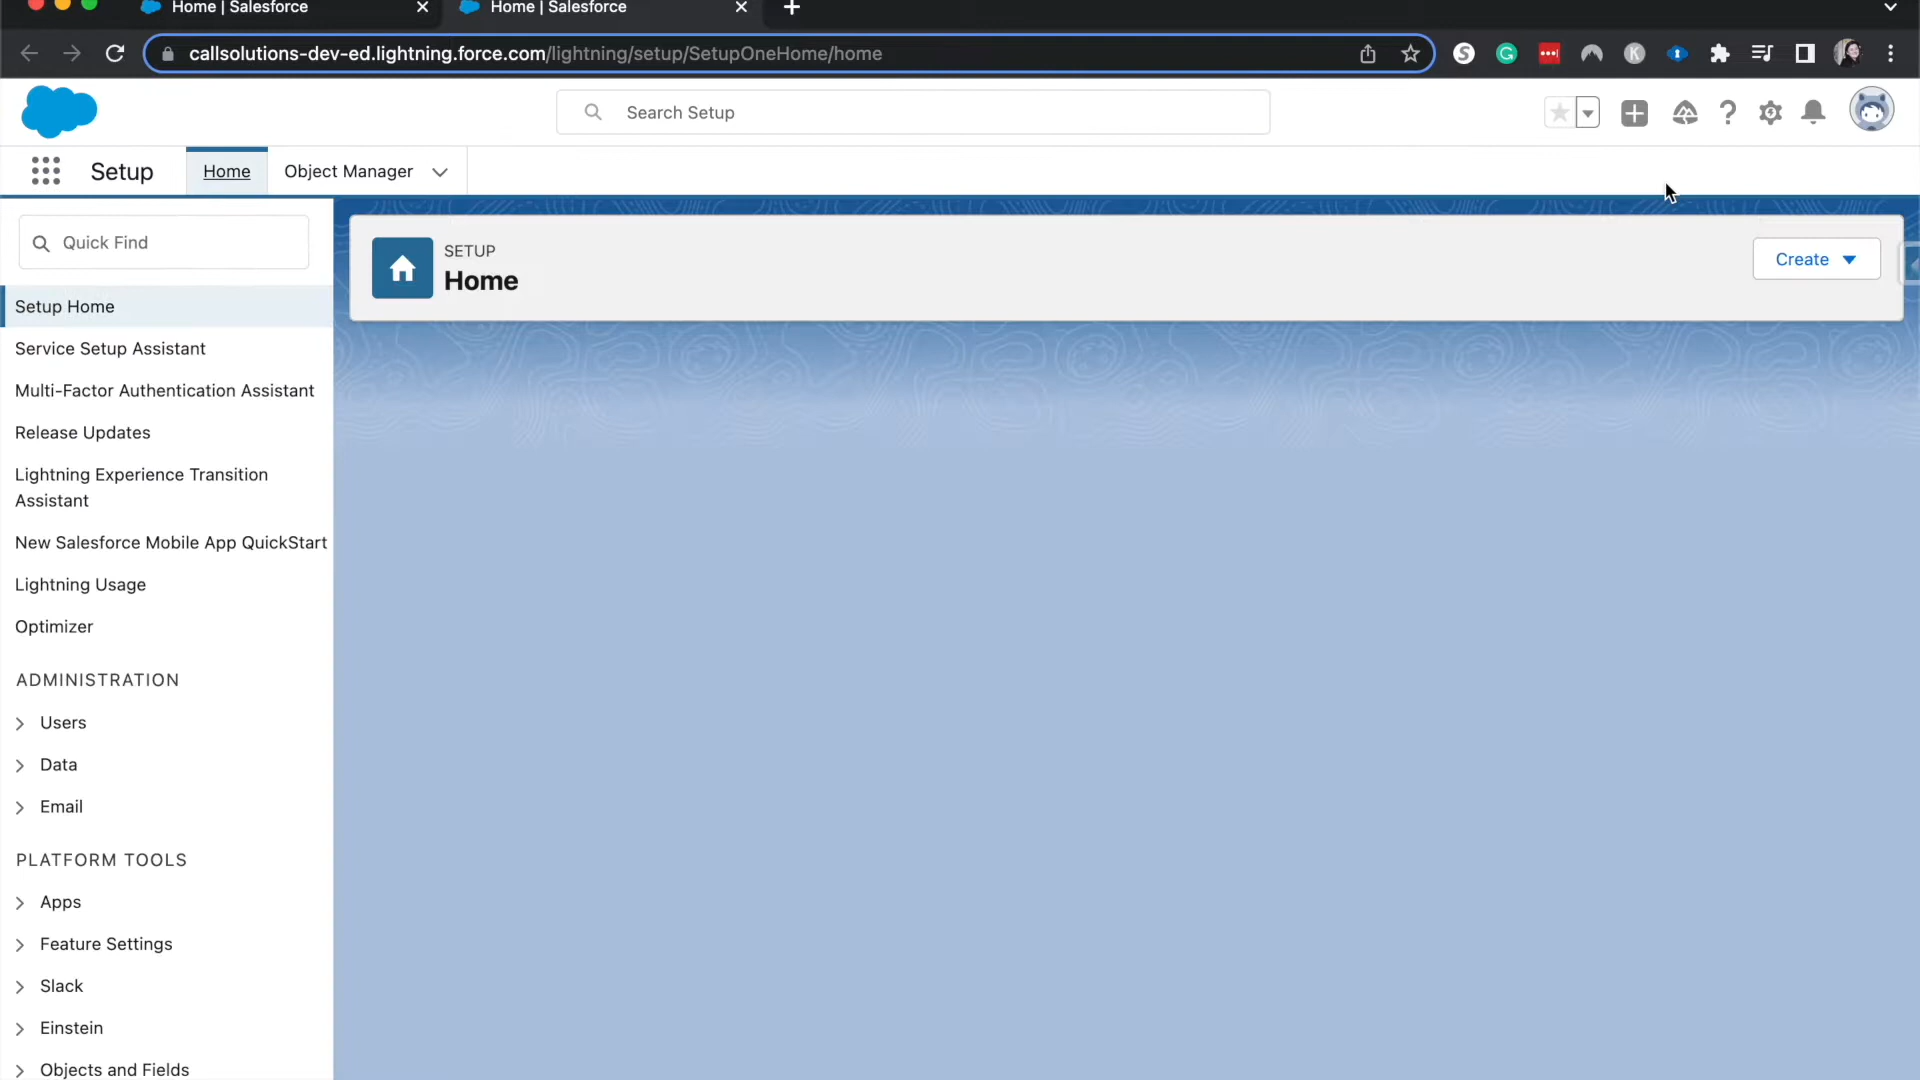 Home | Salesforce
Home | Salesforce
callsolutions-dev-ed.lightning.force.com/lightning/setup/SetupOneHome/home
Search Setup
Setup
Home
Object Manager
Quick Find
SETUP
Home
Create
Setup Home
Service Setup Assistant
Multi-Factor Authentication Assistant
Release Updates
Lightning Experience Transition
Assistant
New Salesforce Mobile App QuickStart
Lightning Usage
Optimizer
ADMINISTRATION
Users
Data
Email
PLATFORM TOOLS
Apps
Feature Settings
Slack
Einstein
Objects and Fields